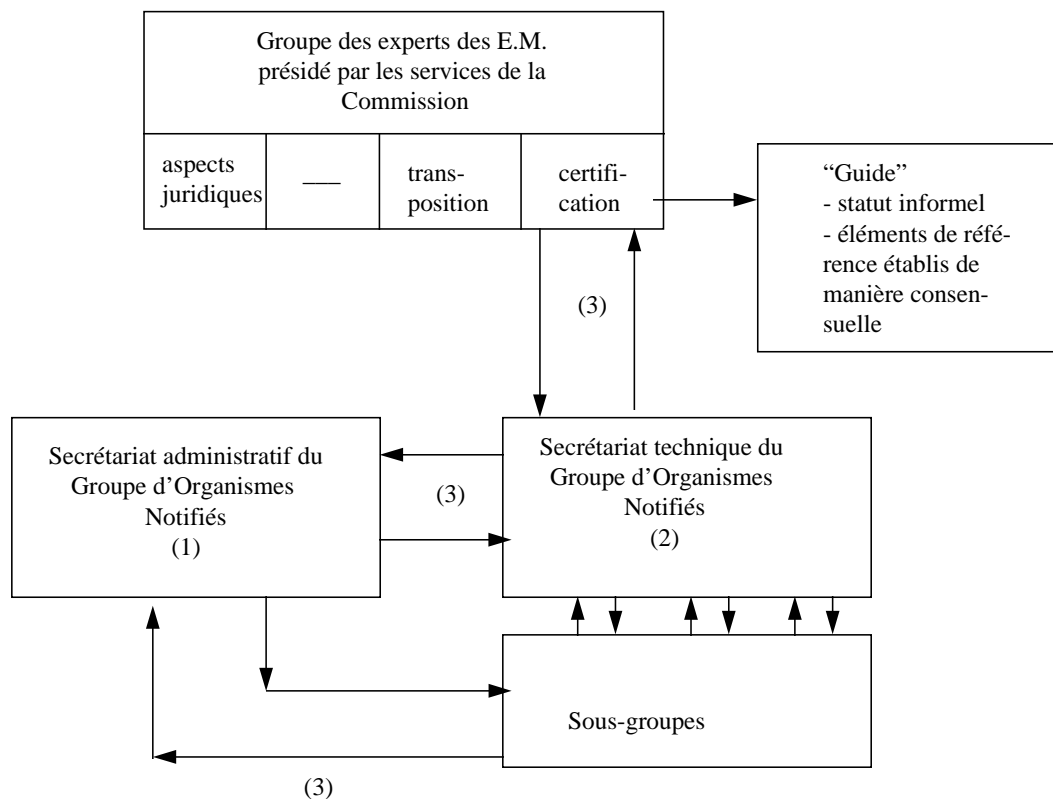 Groupe des experts des E.M.
présidé par les services de la
Commission
aspects
juridiques
___
trans-
position
certifi-
cation
“Guide”
- statut informel
- éléments de réfé-
rence établis de
manière consen-
suelle
(3)
Secrétariat administratif du
Groupe d’Organismes
Notifiés
(1)
(3)
Secrétariat technique du
Groupe d’Organismes
Notifiés
(2)
Sous-groupes
(3)